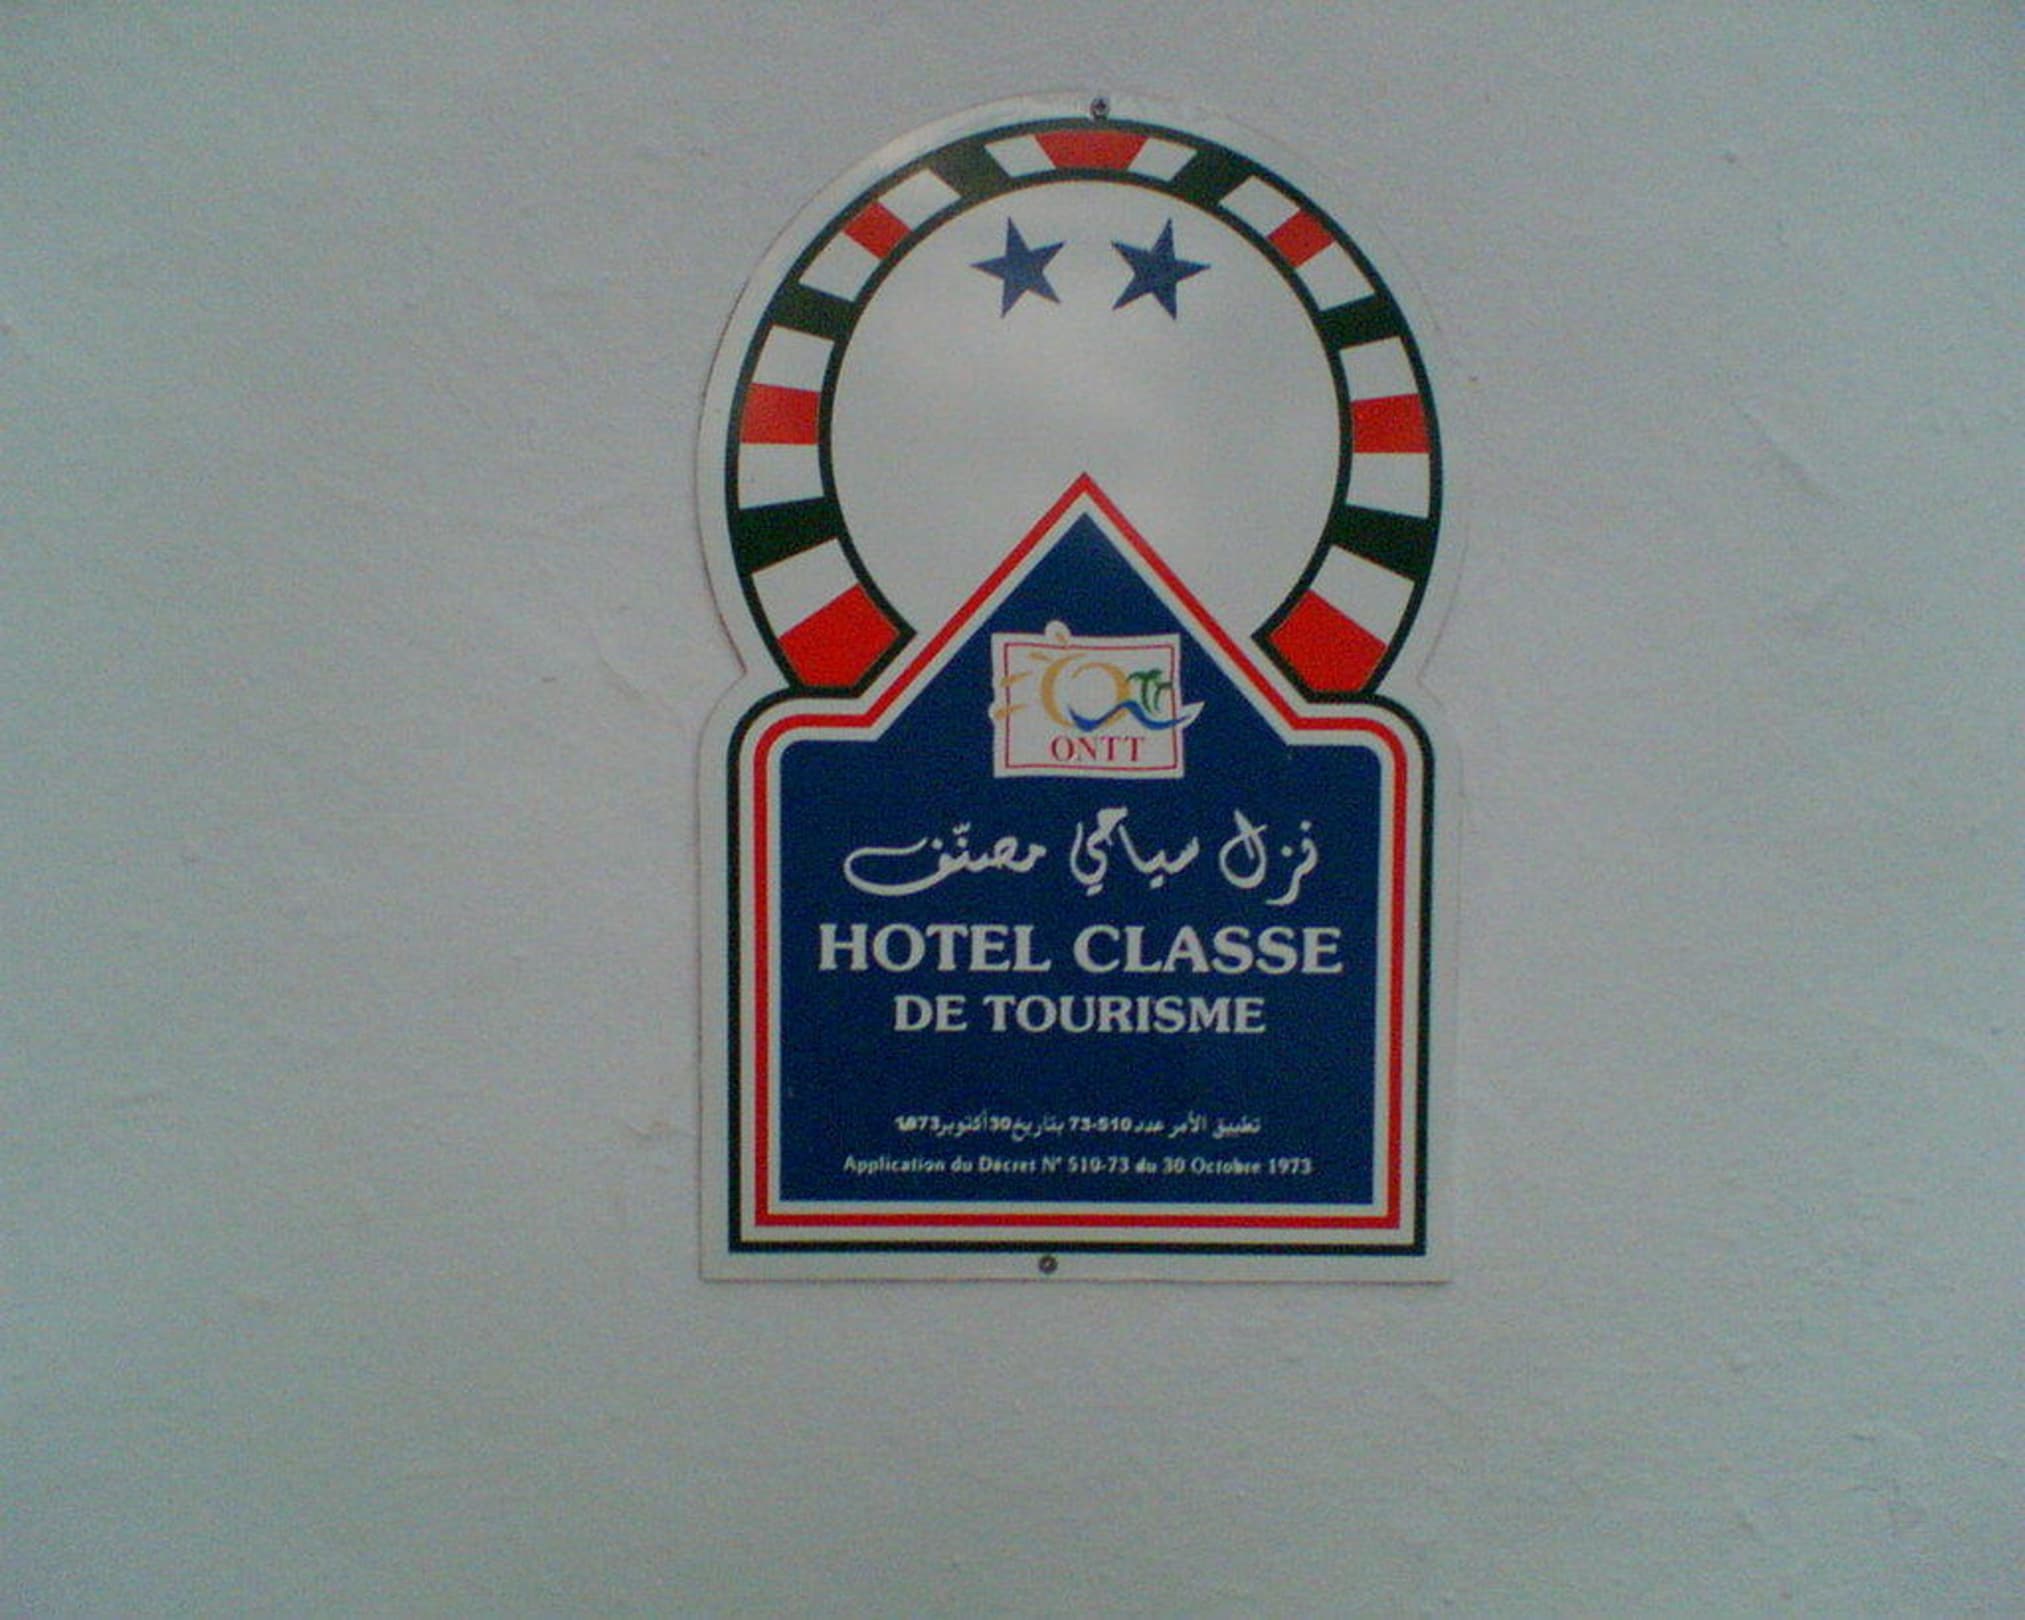 ONTT
نزل سياحي مصنّف
HOTEL CLASSE
DE TOURISME
تطبيق الأمر عدد 510-73 بتاريخ 30 أكتوبر 1973
Application du Décret N° 510-73 du 30 Octobre 1973